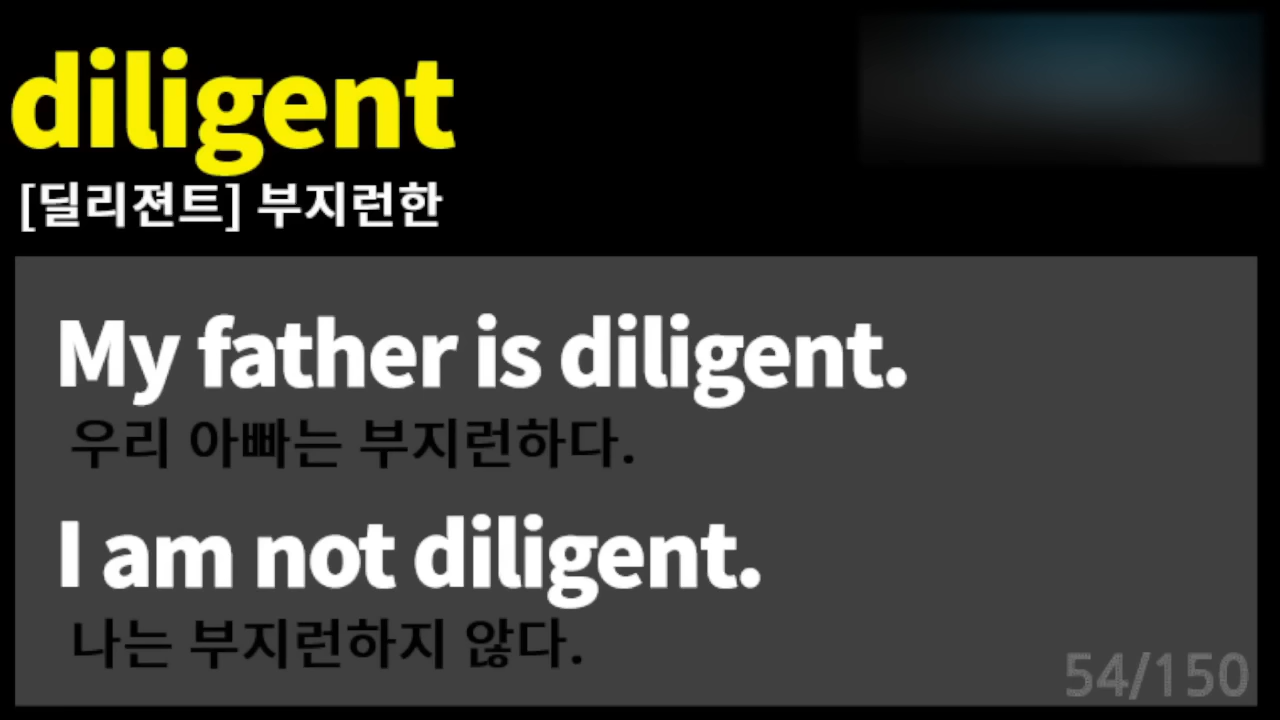 diligent
[딜리젼트] 부지런한
My father is diligent.
우리 아빠는 부지런하다.
I am not diligent.
나는 부지런하지 않다.
54/150